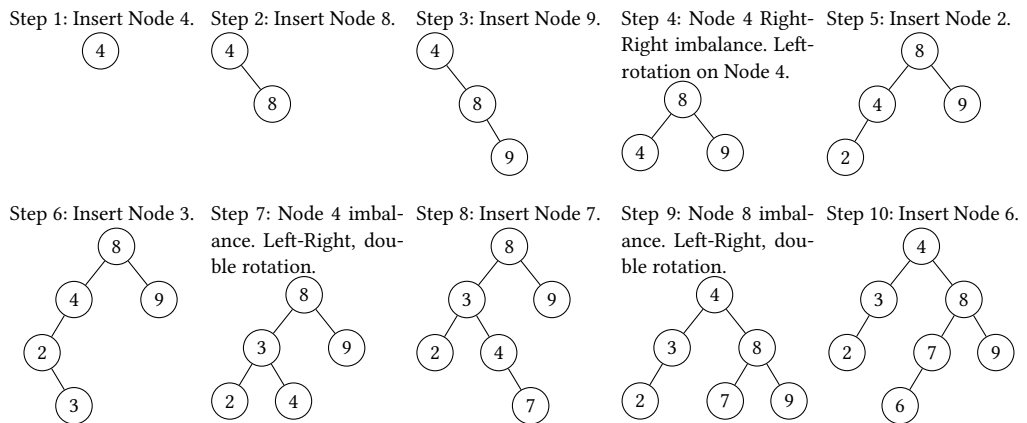 Step 1: Insert Node 4.
4
Step 2: Insert Node 8.
4
8
Step 3: Insert Node 9.
4
8
9
Step 4: Node 4 Right-
Right imbalance. Left-
rotation on Node 4.
8
4 9
Step 5: Insert Node 2.
8
4 9
2
Step 6: Insert Node 3.
8
4 9
2
3
Step 7: Node 4 imbal-
ance. Left-Right, dou-
ble rotation.
8
3 9
2 4
Step 8: Insert Node 7.
8
3 9
2 4
7
Step 9: Node 8 imbal-
ance. Left-Right, dou-
ble rotation.
4
3 8
2 7 9
Step 10: Insert Node 6.
4
3 8
2 7 9
6